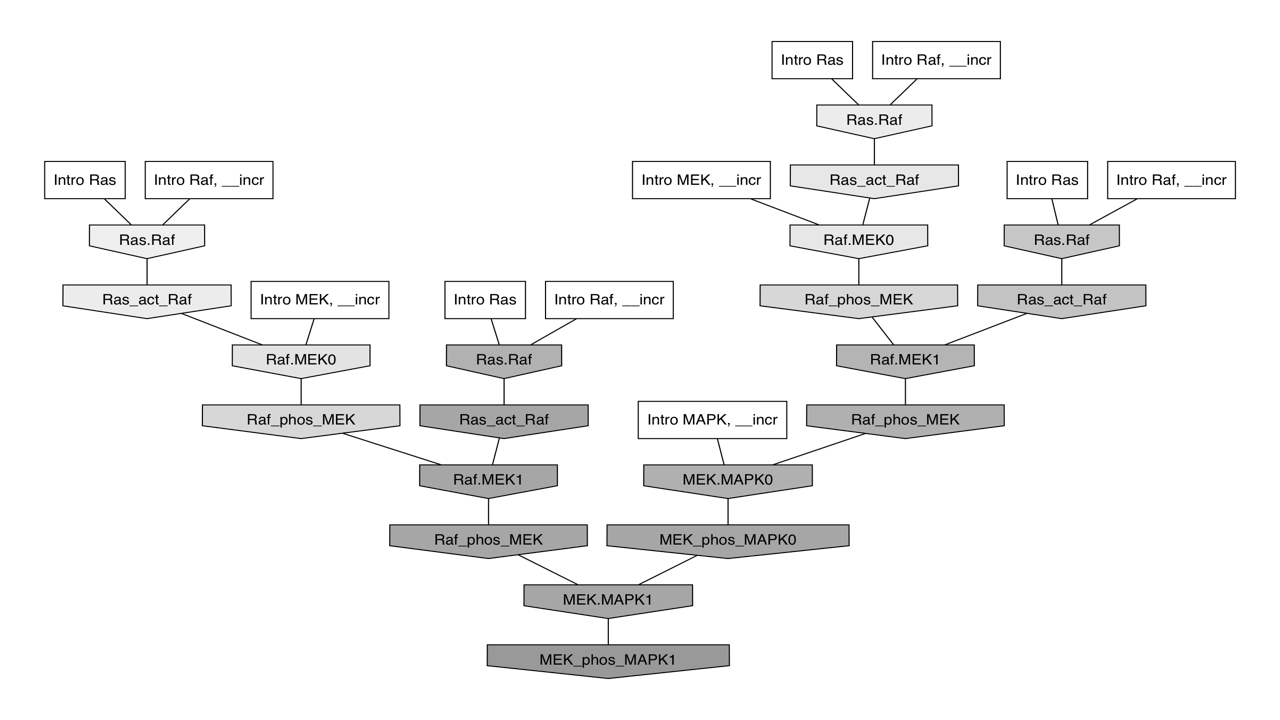 Intro Ras
Intro Raf, __incr
Ras.Raf
Intro Ras
Intro Raf, __incr
Intro MEK, __incr
Ras_act_Raf
Intro Ras
Intro Raf, __incr
Ras.Raf
Raf.MEK0
Ras.Raf
Ras_act_Raf
Intro MEK, __incr
Intro Ras
Intro Raf, __incr
Raf_phos_MEK
Ras_act_Raf
Raf.MEK0
Ras.Raf
Raf.MEK1
Raf_phos_MEK
Ras_act_Raf
Intro MAPK, __incr
Raf_phos_MEK
Raf.MEK1
MEK.MAPK0
Raf_phos_MEK
MEK_phos_MAPK0
MEK.MAPK1
MEK_phos_MAPK1